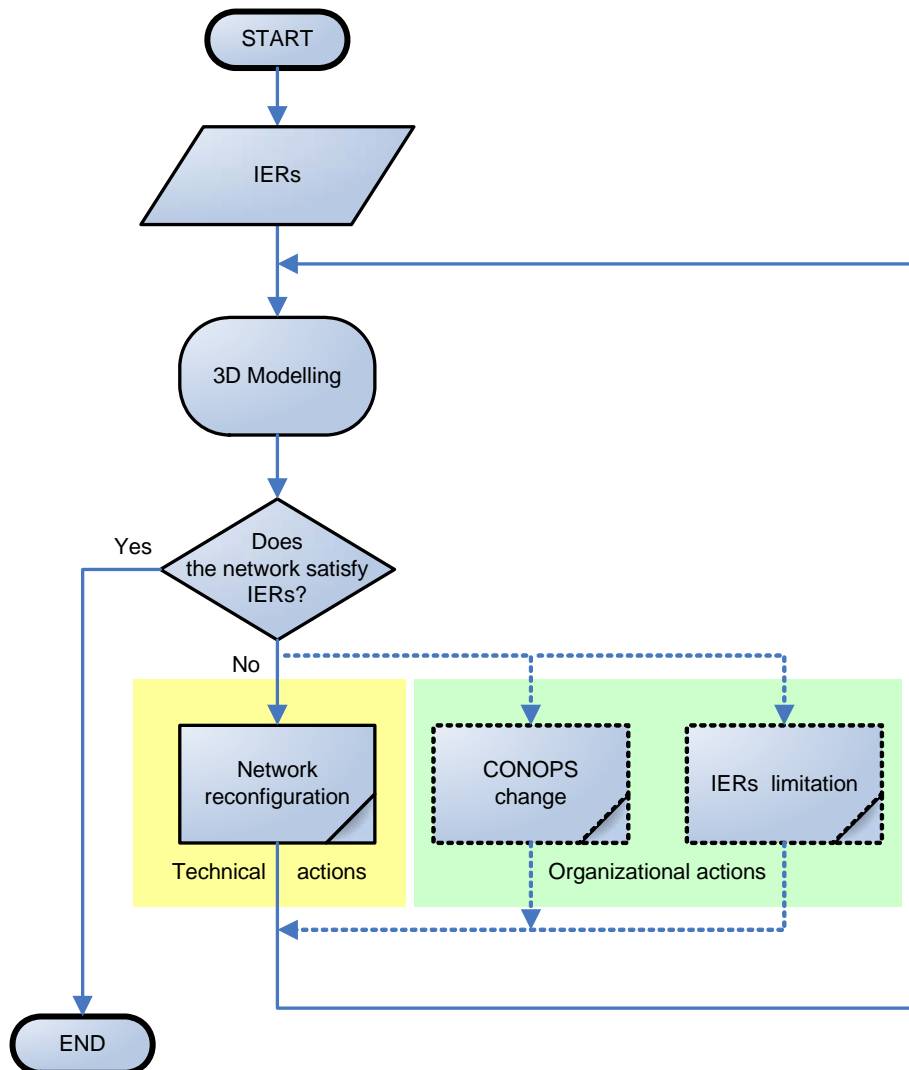 START
IERs
3D Modelling
Does
the network satisfy
IERs?
Yes
No
Network
reconfiguration
CONOPS
change
IERs limitation
Technical actions
Organizational actions
END